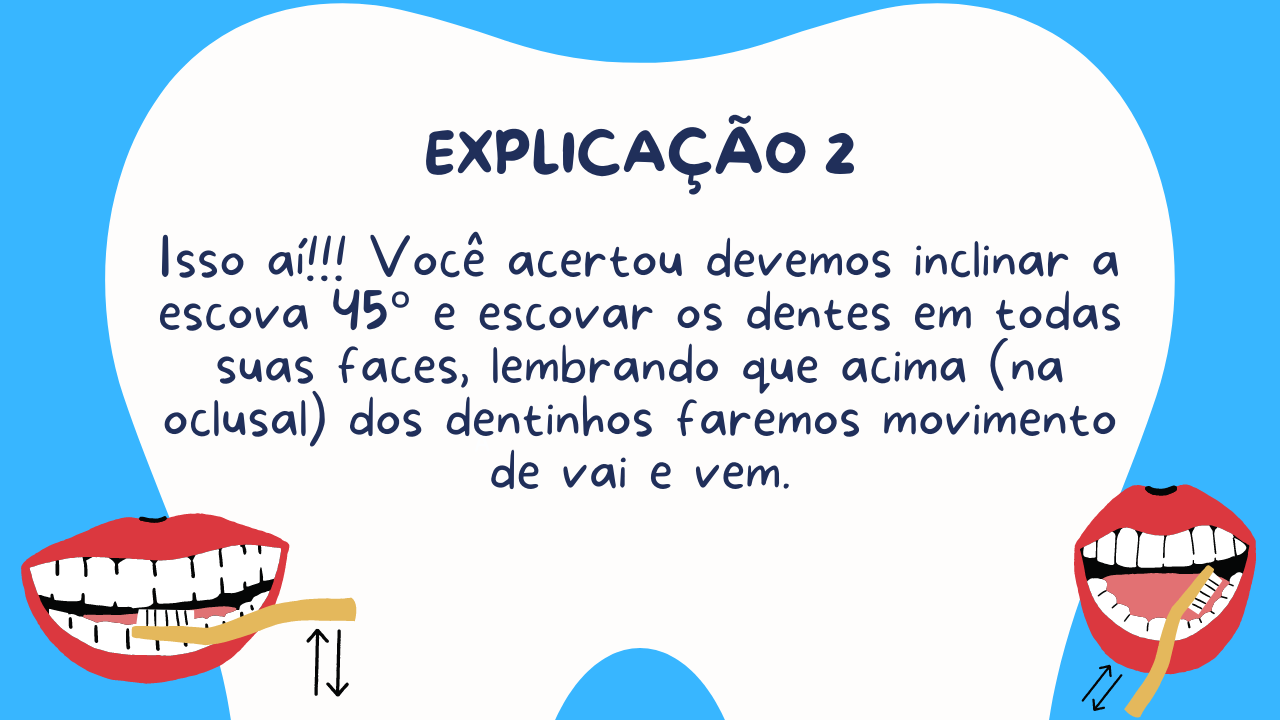 EXPLICAÇÃO 2
Isso aí!!! Você acertou devemos inclinar a
escova 45° e escovar os dentes em todas
suas faces, lembrando que acima (na
oclusal) dos dentinhos faremos movimento
de vai e vem.